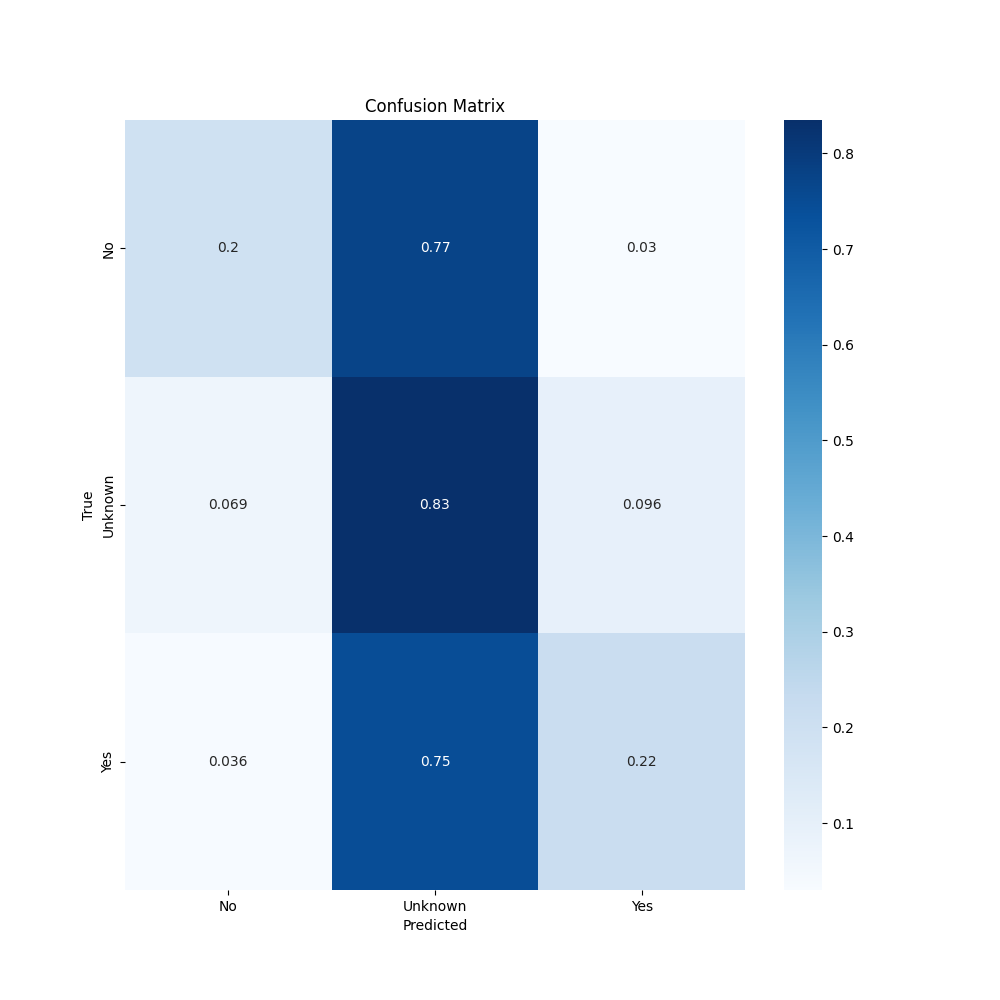 Confusion Matrix
No 0.2 0.77 0.03
True
Unknown 0.069 0.83 0.096
Yes 0.036 0.75 0.22
No Unknown Yes
Predicted
0.8
0.7
0.6
0.5
0.4
0.3
0.2
0.1